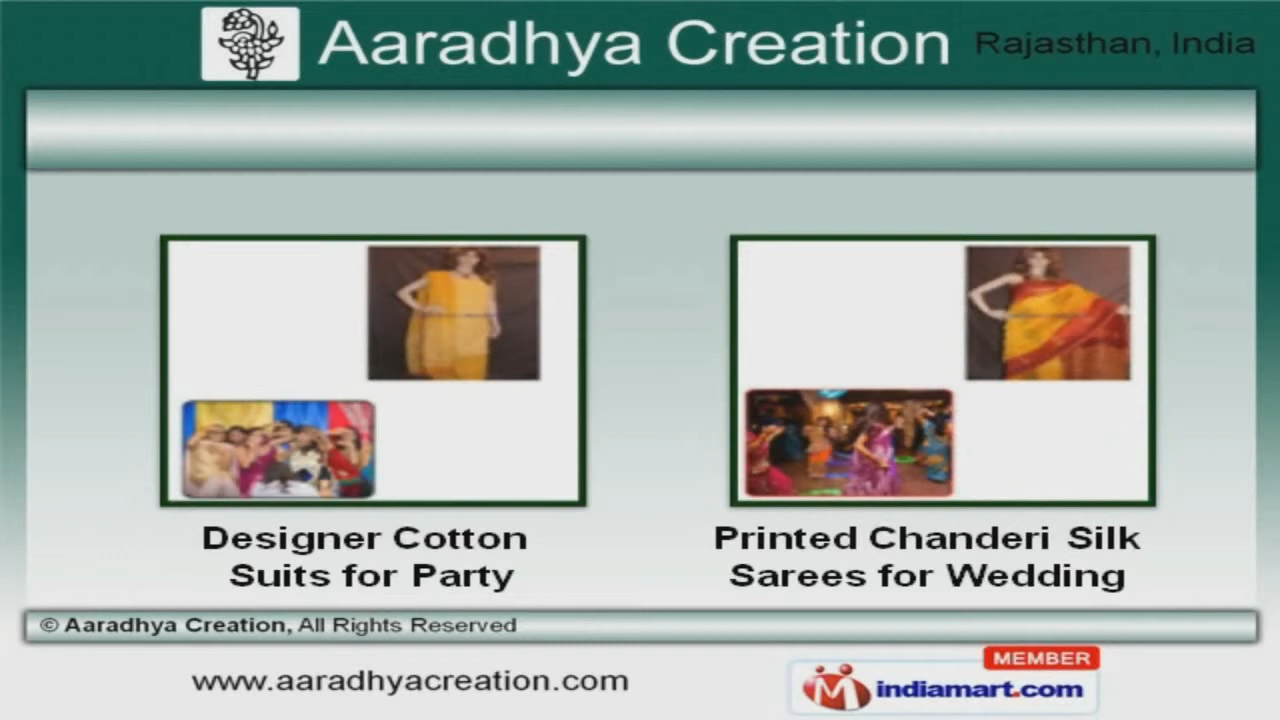 Aaradhya Creation
Rajasthan, India
Designer Cotton
Suits for Party
Printed Chanderi Silk
Sarees for Wedding
© Aaradhya Creation, All Rights Reserved
www.aaradhyacreation.com
MEMBER
indiamart.com